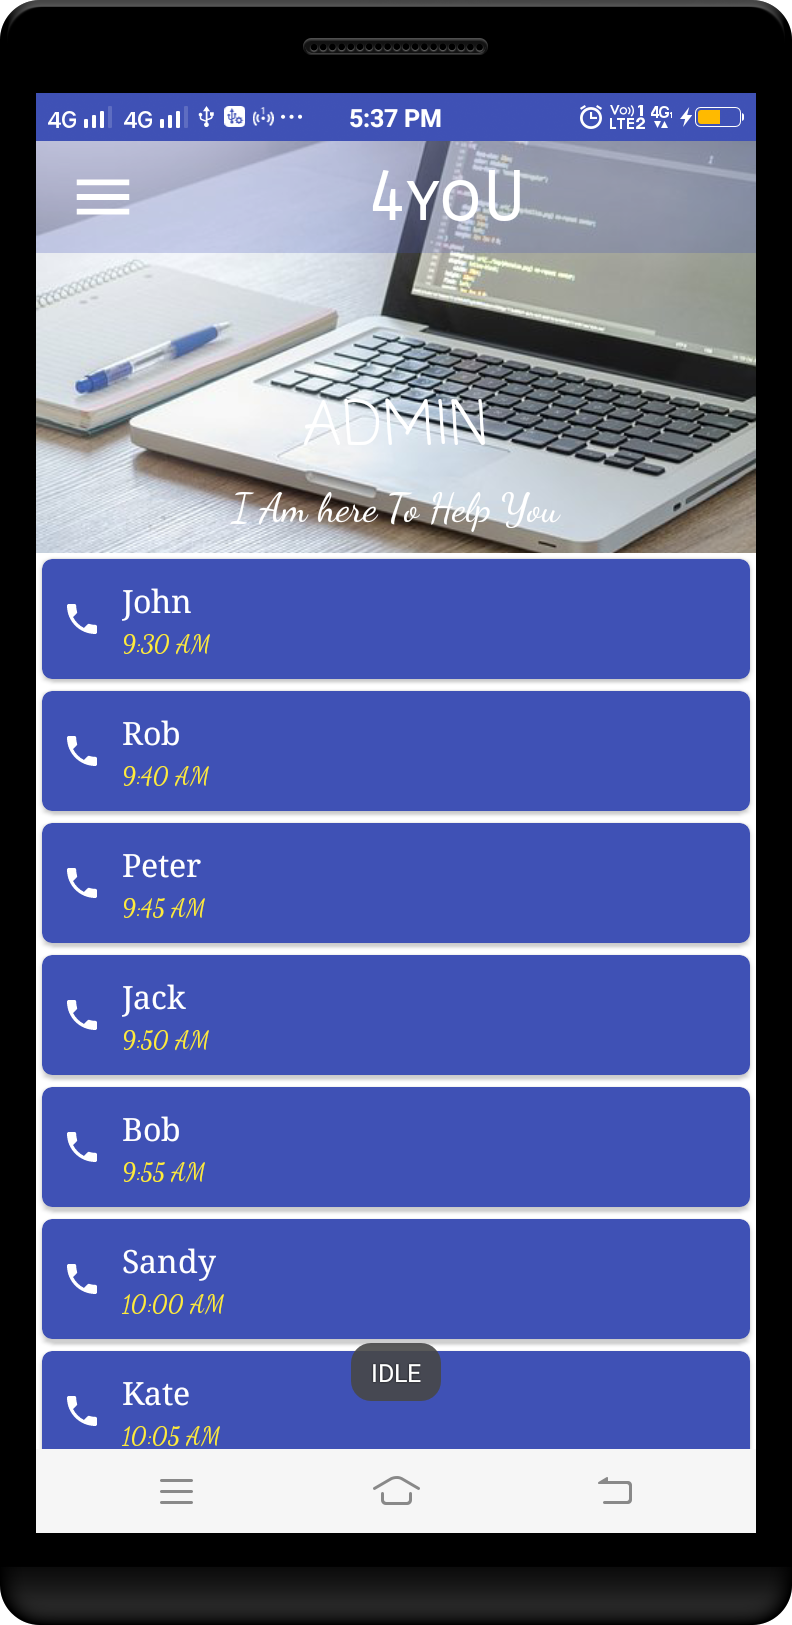 4G 4G 5:37 PM Vo)) 1 LTE2 4G
4YOU
ADMIN
I Am here To Help You
John
9:30 AM
Rob
9:40 AM
Peter
9:45 AM
Jack
9:50 AM
Bob
9:55 AM
Sandy
10:00 AM
Kate
10:05 AM
IDLE